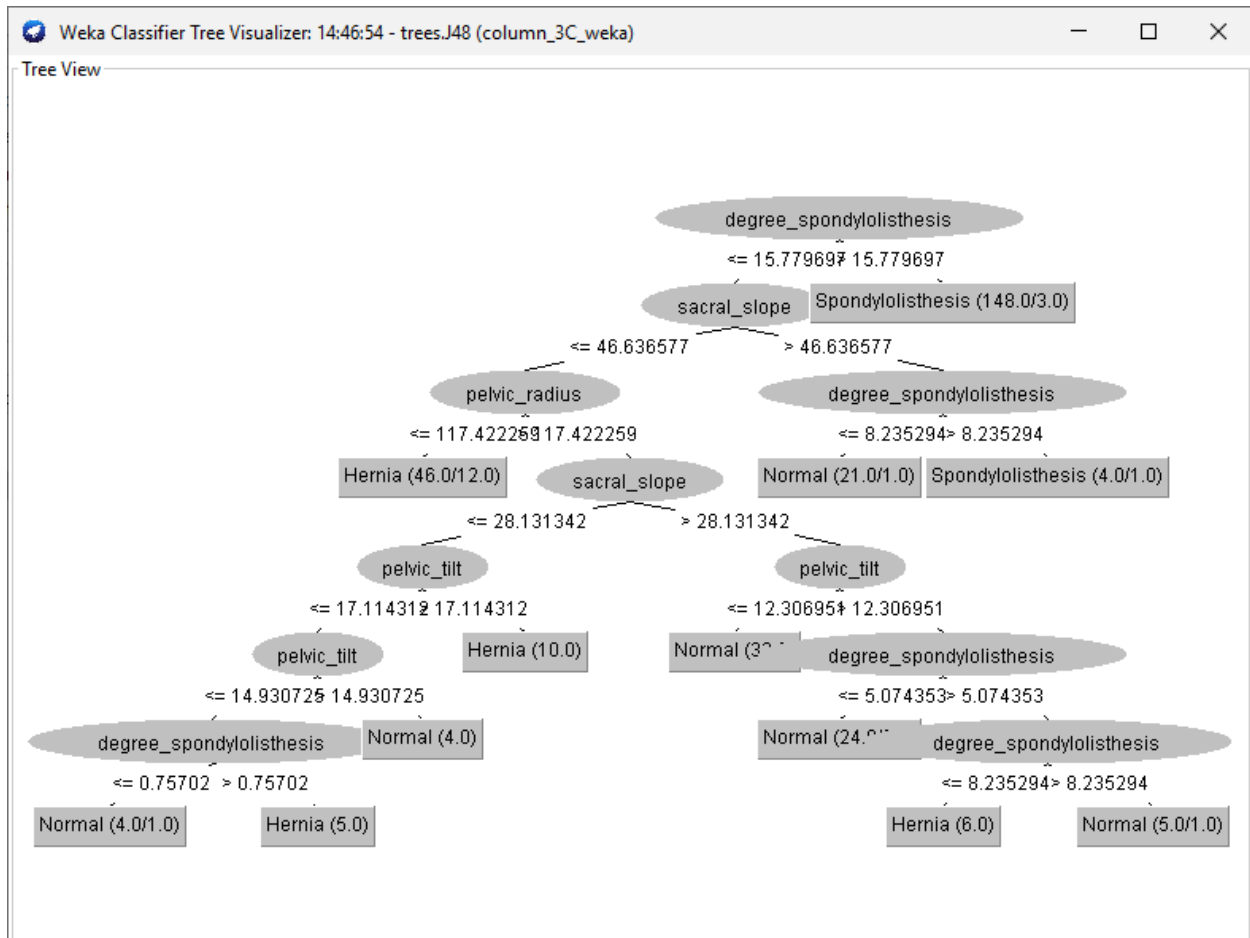 Weka Classifier Tree Visualizer: 14:46:54 - trees.J48 (column_3C_weka)
Tree View
degree_spondylolisthesis
<= 15.779697 > 15.779697
sacral_slope Spondylolisthesis (148.0/3.0)
<= 46.636577 > 46.636577
pelvic_radius degree_spondylolisthesis
<= 117.422259 > 117.422259 <= 8.235294 > 8.235294
Hernia (46.0/12.0) sacral_slope Normal (21.0/1.0) Spondylolisthesis (4.0/1.0)
<= 28.131342 > 28.131342
pelvic_tilt pelvic_tilt
<= 17.114312 > 17.114312 <= 12.306951 > 12.306951
pelvic_tilt Hernia (10.0) Normal degree_spondylolisthesis
<= 14.930725 > 14.930725 <= 5.074353 > 5.074353
degree_spondylolisthesis Normal (4.0) Normal degree_spondylolisthesis
<= 0.75702 > 0.75702 <= 8.235294 > 8.235294
Normal (4.0/1.0) Hernia (5.0) Hernia (6.0) Normal (5.0/1.0)